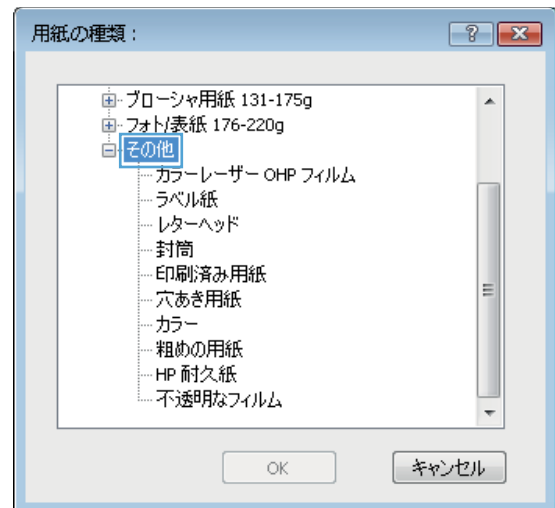 用紙の種類：
ブローシャ用紙 131-175g
フォト/表紙 176-220g
その他
カラーレーザー OHP フィルム
ラベル紙
レターヘッド
封筒
印刷済み用紙
穴あき用紙
カラー
粗めの用紙
HP 耐久紙
不透明なフィルム
OK キャンセル